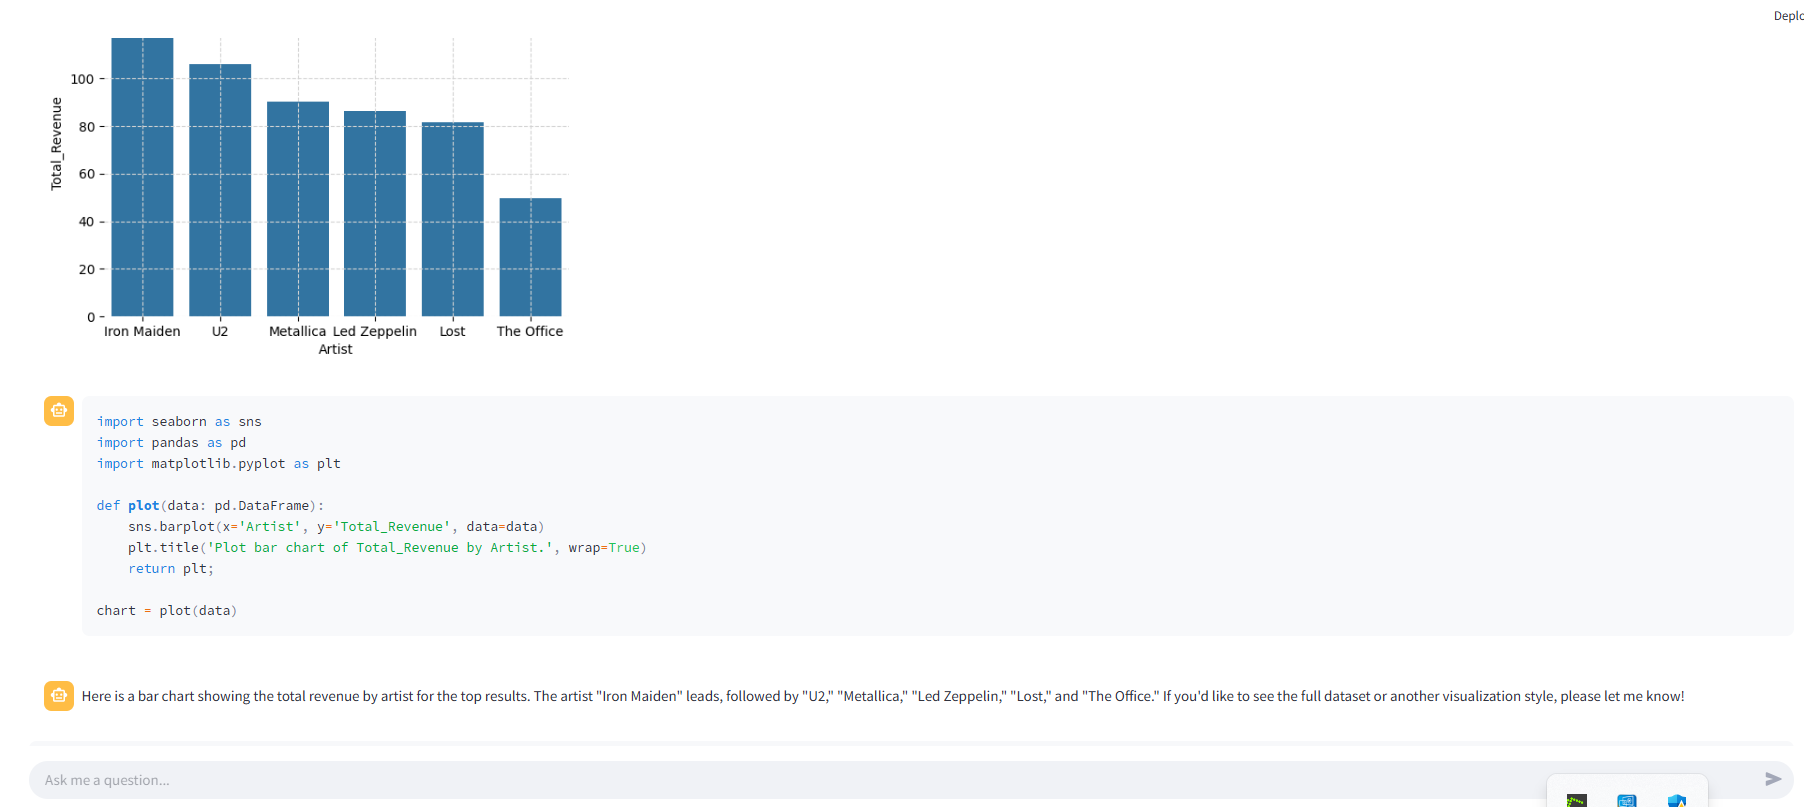 Deplo
100
80
60
40
20
0
Total_Revenue
Iron Maiden U2 Metallica Led Zeppelin Lost The Office
Artist
import seaborn as sns
import pandas as pd
import matplotlib.pyplot as plt
def plot(data: pd.DataFrame):
    sns.barplot(x='Artist', y='Total_Revenue', data=data)
    plt.title('Plot bar chart of Total_Revenue by Artist.', wrap=True)
    return plt;
chart = plot(data)
Here is a bar chart showing the total revenue by artist for the top results. The artist "Iron Maiden" leads, followed by "U2," "Metallica," "Led Zeppelin," "Lost," and "The Office." If you'd like to see the full dataset or another visualization style, please let me know!
Ask me a question...